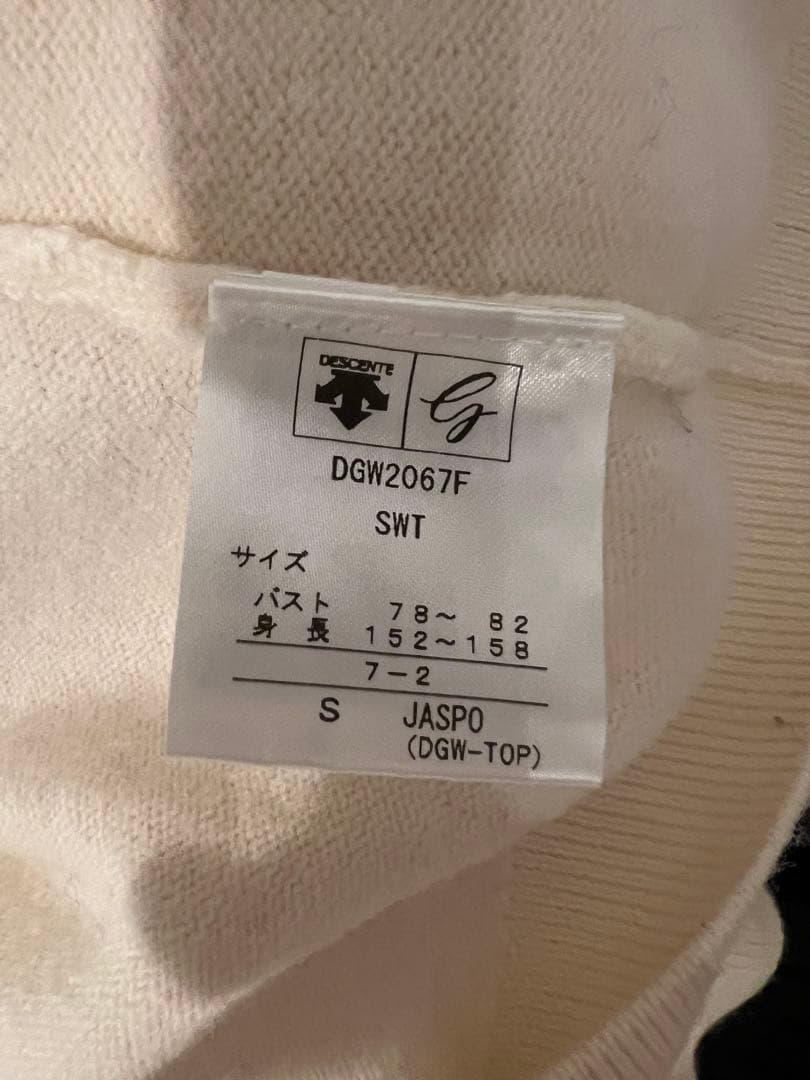 DESCENTE
G
DGW2067F
SWT
サイズ
バスト 78〜 82
身 長 152〜158
7-2
S JASPO
(DGW-TOP)